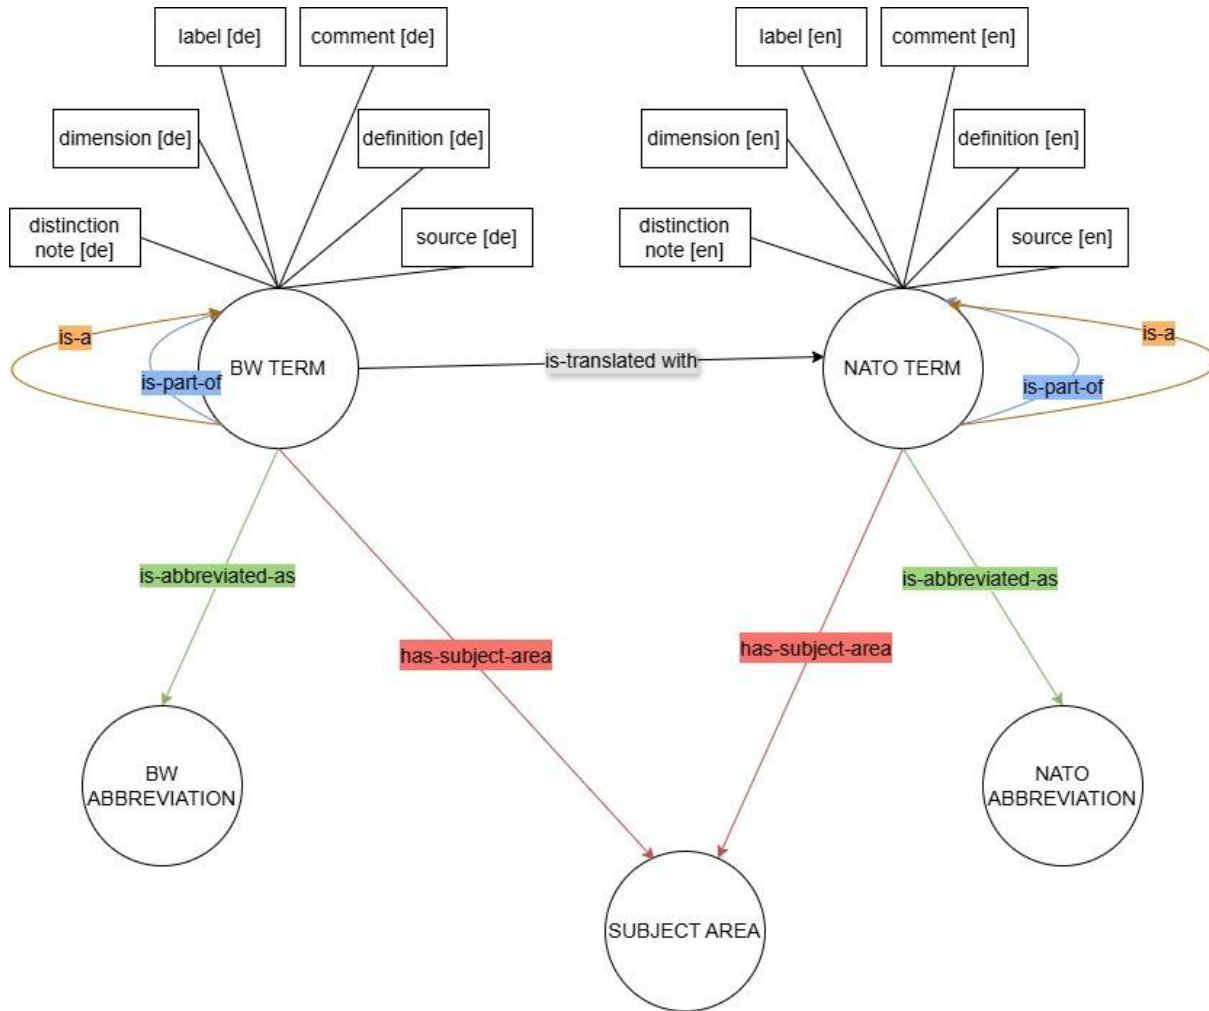 label [de]
comment [de]
label [en]
comment [en]
dimension [de]
definition [de]
dimension [en]
definition [en]
distinction
note [de]
source [de]
distinction
note [en]
source [en]
is-a
is-part-of
BW TERM
is-translated with
NATO TERM
is-part-of
is-a
is-abbreviated-as
is-abbreviated-as
has-subject-area
has-subject-area
BW
ABBREVIATION
NATO
ABBREVIATION
SUBJECT AREA